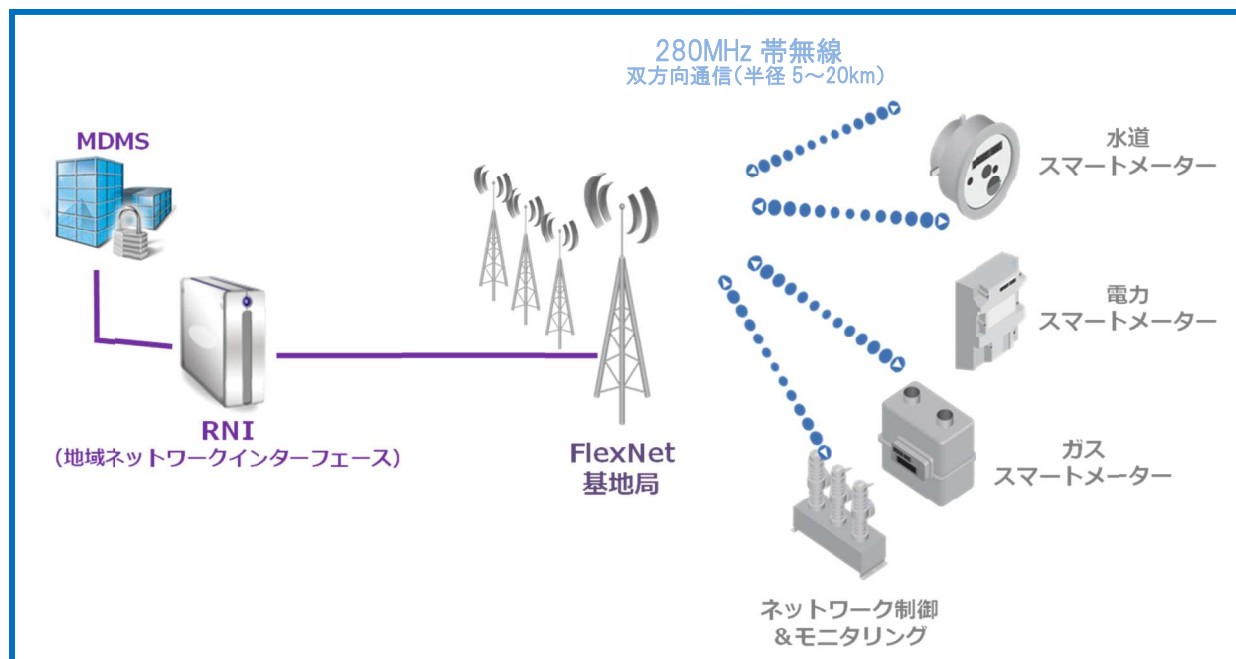 280MHz 帯無線
双方向通信(半径 5～20km)
MDMS
水道
スマートメーター
電力
スマートメーター
RNI
（地域ネットワークインターフェース）
FlexNet
基地局
ガス
スマートメーター
ネットワーク制御
&モニタリング